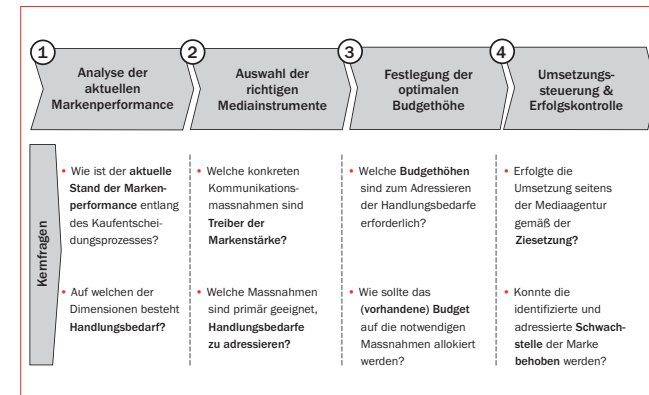 1
Analyse der
aktuellen
Markenperformance
2
Auswahl der
richtigen
Mediainstrumente
3
Festlegung der
optimalen
Budgethöhe
4
Umsetzungs-
steuerung &
Erfolgskontrolle
Kernfragen
• Wie ist der aktuelle
Stand der Marken-
performance entlang
des Kaufentschei-
dungsprozesses?
• Auf welchen der
Dimensionen besteht
Handlungsbedarf?
• Welche konkreten
Kommunikations-
massnahmen sind
Treiber der
Markenstärke?
• Welche Massnahmen
sind primär geeignet,
Handlungsbedarfe
zu adressieren?
• Welche Budgethöhen
sind zum Adressieren
der Handlungsbedarfe
erforderlich?
• Wie sollte das
(vorhandene) Budget
auf die notwendigen
Massnahmen allokiert
werden?
• Erfolgte die
Umsetzung seitens
der Mediaagentur
gemäß der
Ziesetzung?
• Konnte die
identifizierte und
adressierte Schwach-
stelle der Marke
behoben werden?